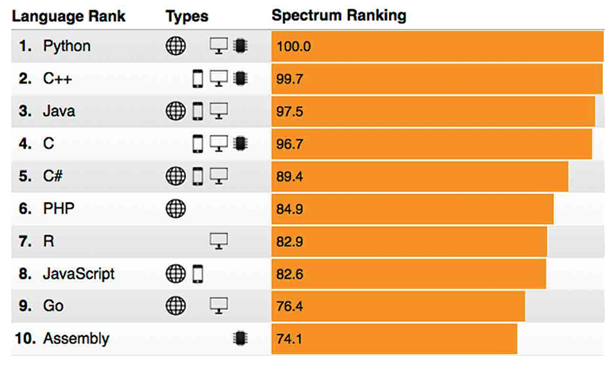 Language Rank Types Spectrum Ranking
1. Python 100.0
2. C++ 99.7
3. Java 97.5
4. C 96.7
5. C# 89.4
6. PHP 84.9
7. R 82.9
8. JavaScript 82.6
9. Go 76.4
10. Assembly 74.1